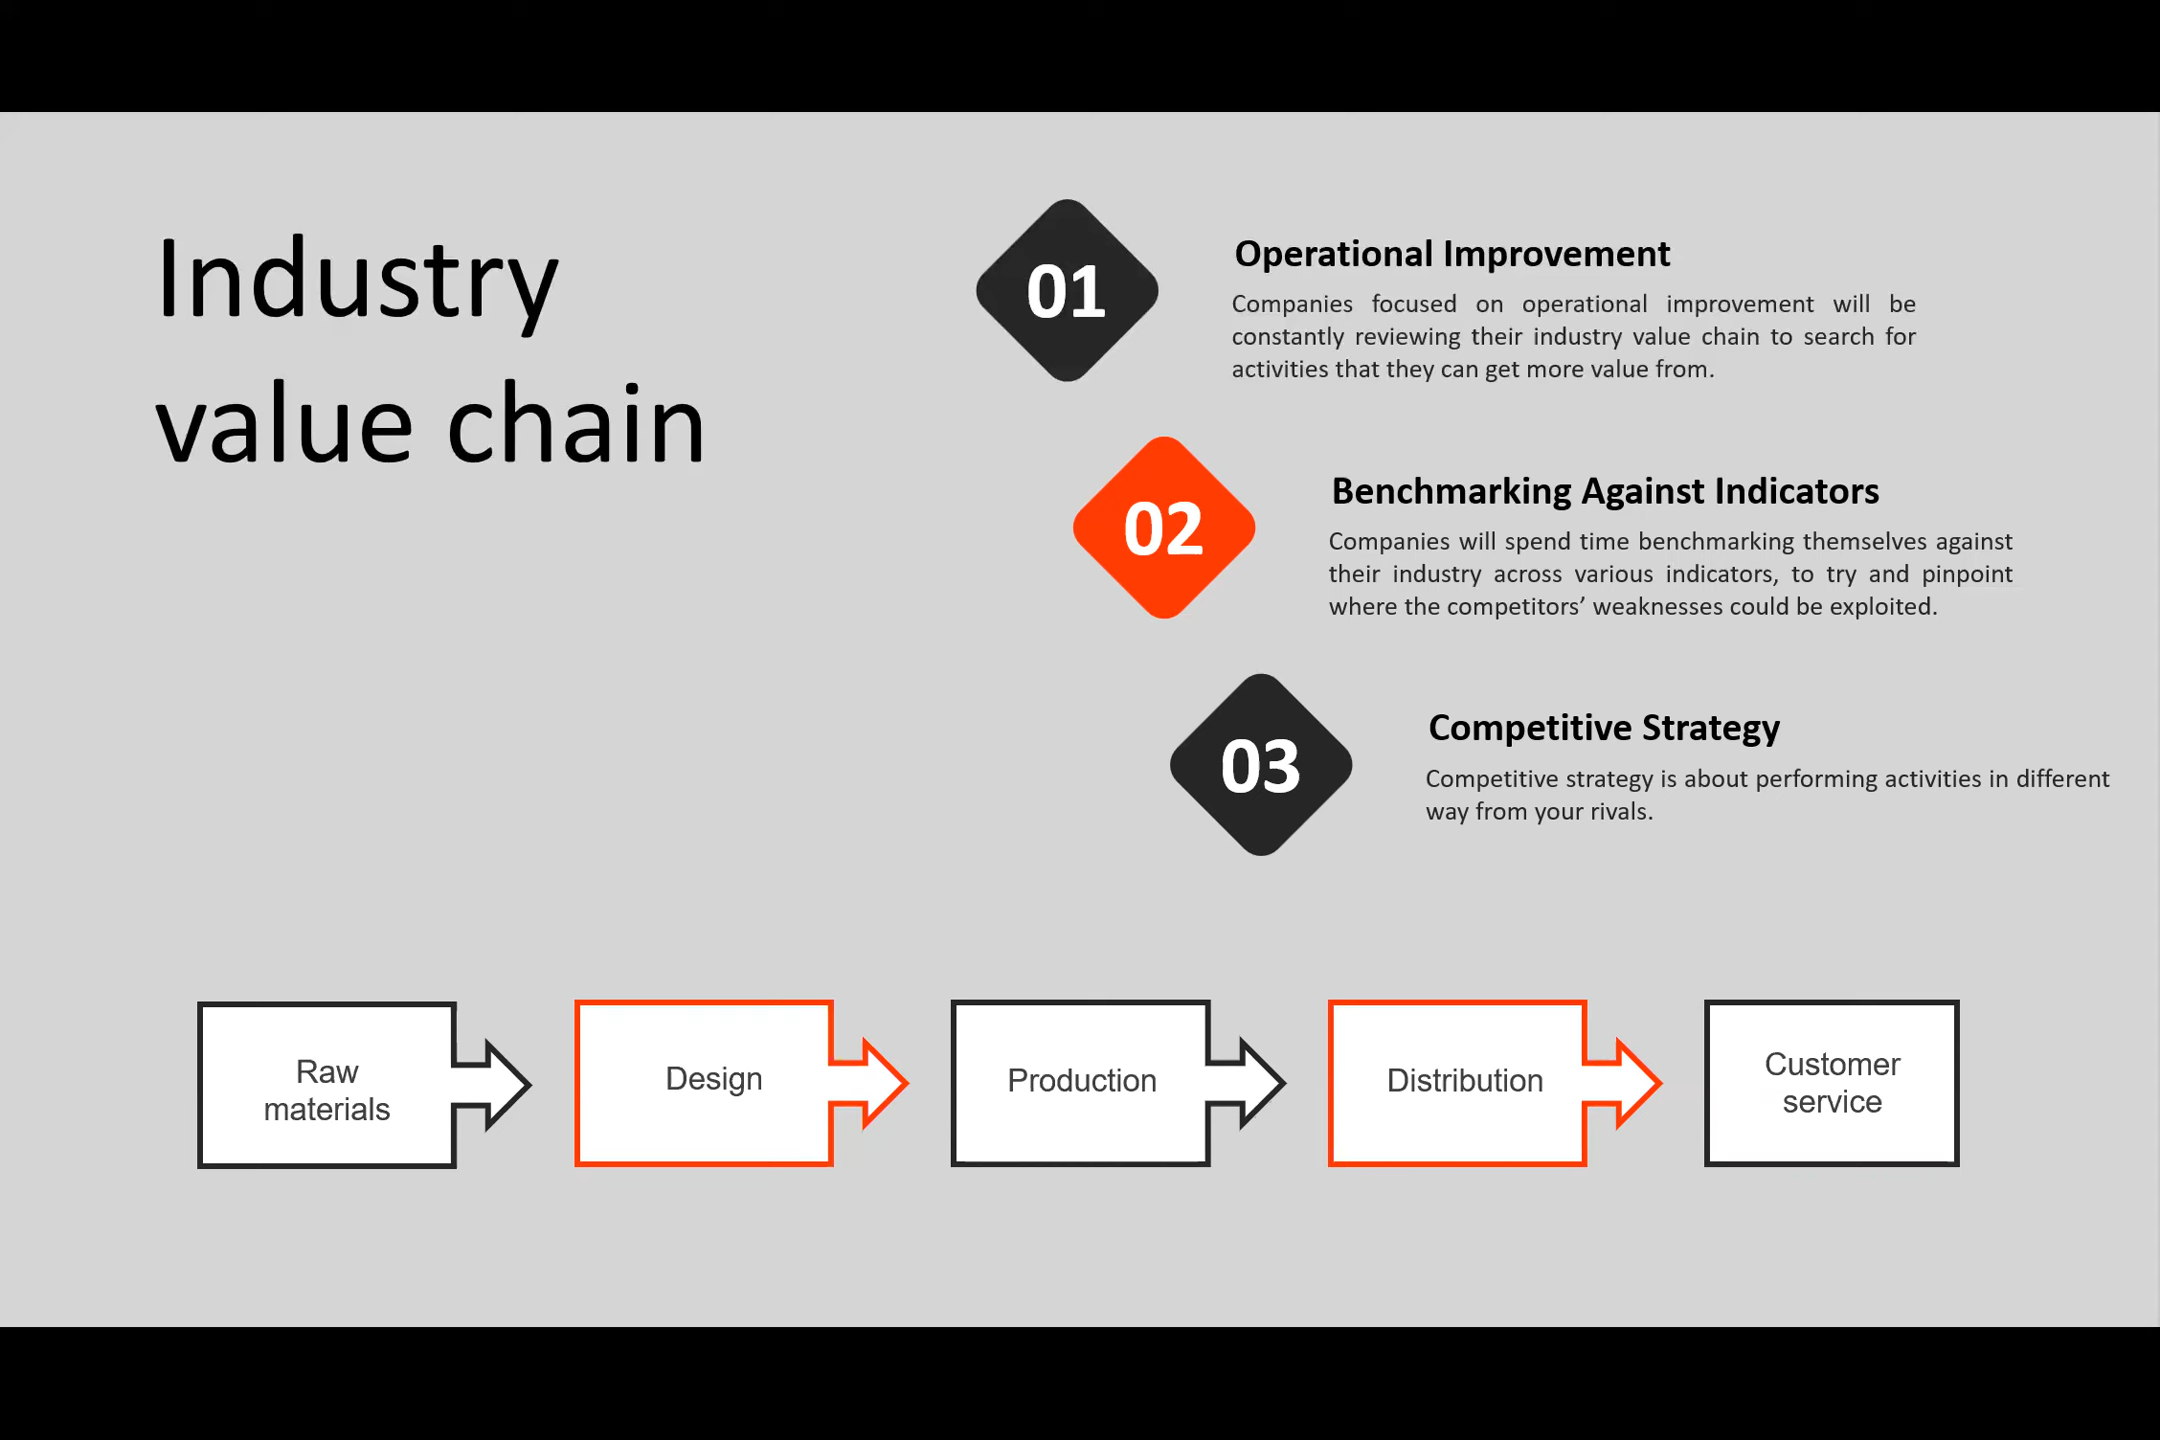 Industry
value chain
01
Operational Improvement
Companies focused on operational improvement will be
constantly reviewing their industry value chain to search for
activities that they can get more value from.
02
Benchmarking Against Indicators
Companies will spend time benchmarking themselves against
their industry across various indicators, to try and pinpoint
where the competitors’ weaknesses could be exploited.
03
Competitive Strategy
Competitive strategy is about performing activities in different
way from your rivals.
Raw
materials
Design
Production
Distribution
Customer
service